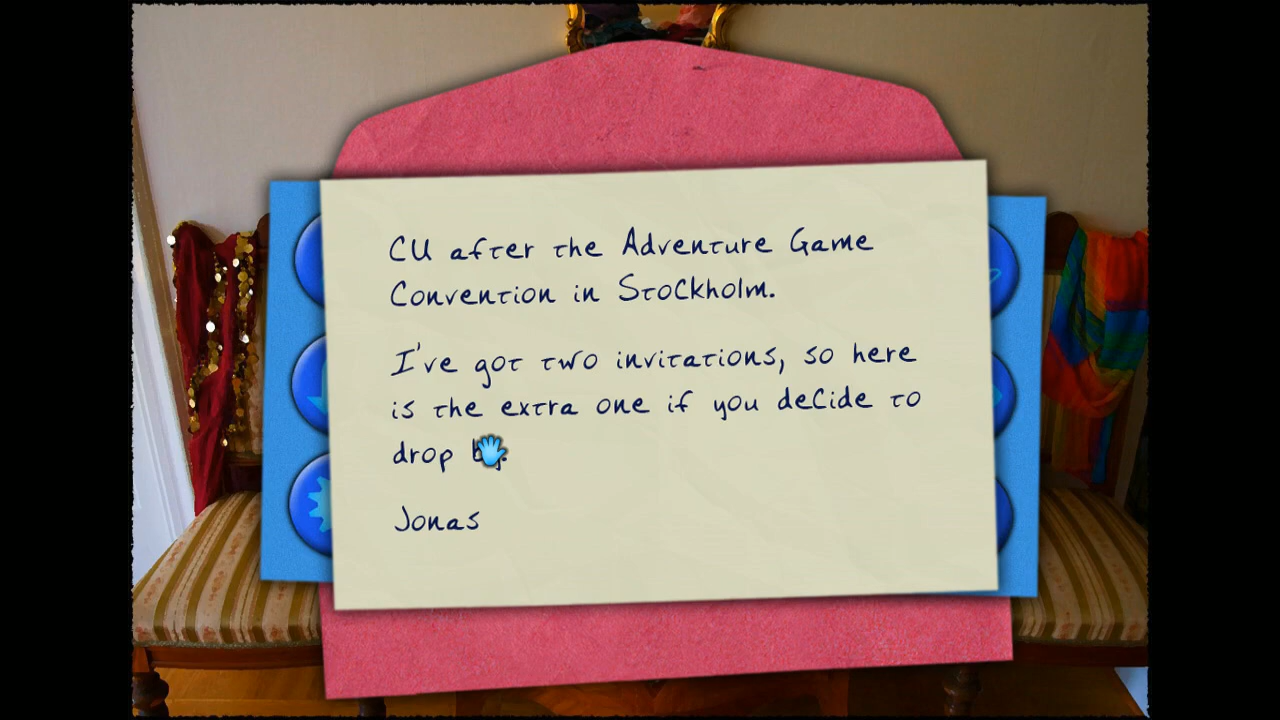 CU after the Adventure Game
Convention in Stockholm.
I've got two invitations, so here
is the extra one if you decide to
drop by.
Jonas